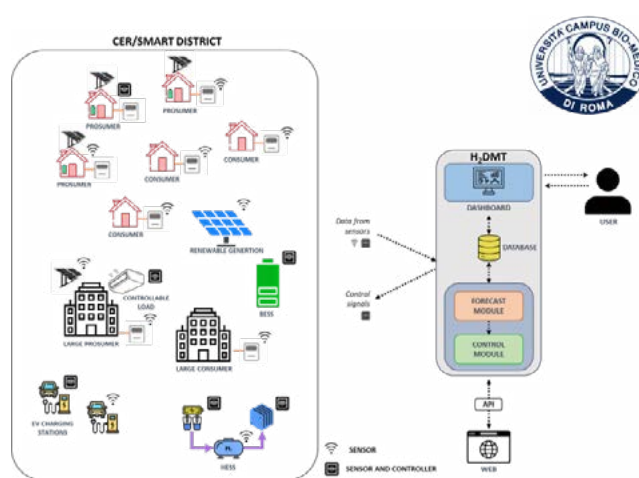 CER/SMART DISTRICT
UNIVERSITÀ CAMPUS BIO-MEDICO
DI ROMA
PROSUMER
PROSUMER
PROSUMER
CONSUMER
CONSUMER
CONSUMER
RENEWABLE GENERTION
CONTROLLABLE
LOAD
BESS
LARGE PROSUMER
LARGE CONSUMER
EV CHARGING
STATIONS
HESS
H₂DMT
DASHBOARD
USER
Data from
sensors
DATABASE
Control
signals
FORECAST
MODULE
CONTROL
MODULE
API
WEB
SENSOR
SENSOR AND CONTROLLER